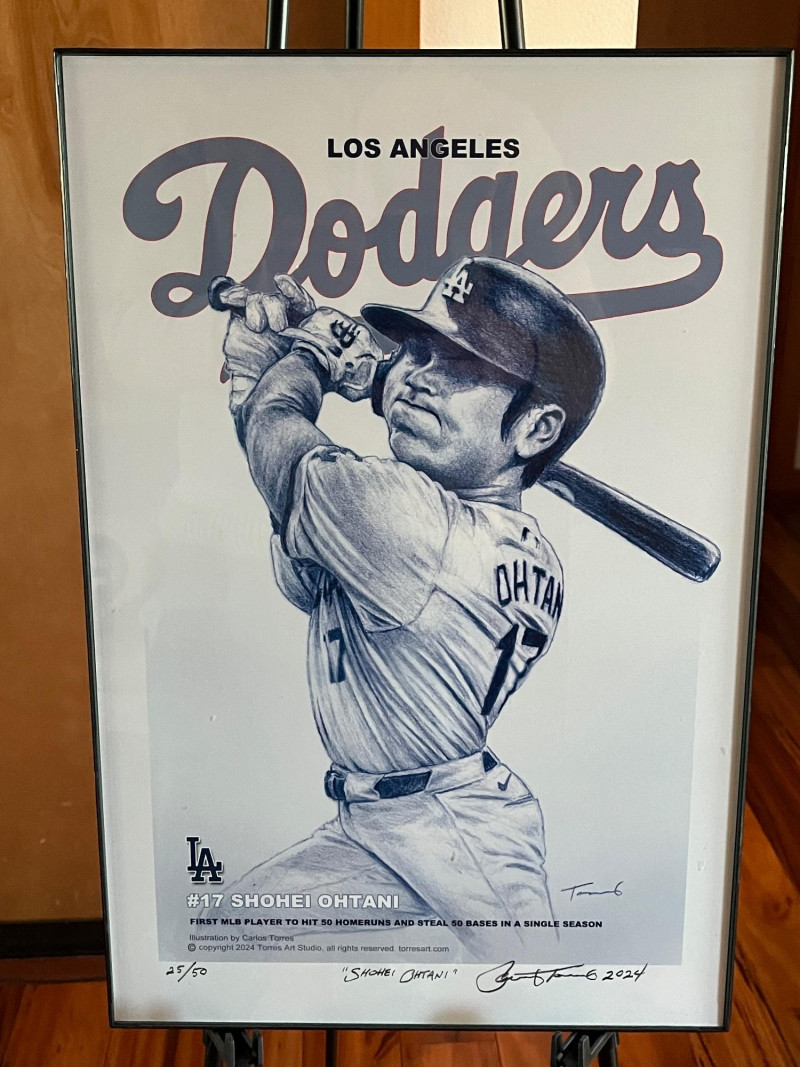 LOS ANGELES
Dodgers
LA
OHTAN
17
17
LA
#17 SHOHEI OHTANI
FIRST MLB PLAYER TO HIT 50 HOMERUNS AND STEAL 50 BASES IN A SINGLE SEASON
Illustration by Carlos Torres
© copyright 2024 Torres Art Studio, all rights reserved torresart.com
25/50
"SHOHEI OHTANI"
2024